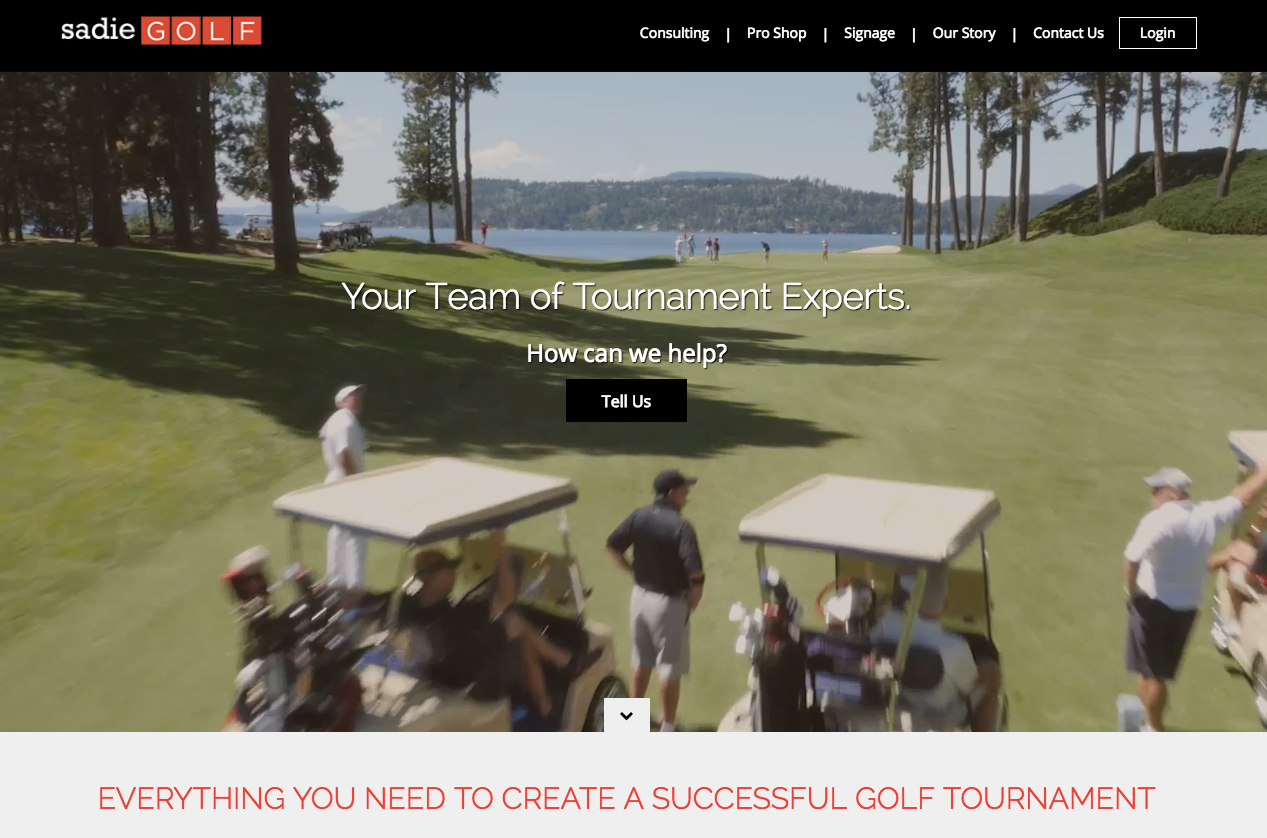 sadie GOLF
Consulting | Pro Shop | Signage | Our Story | Contact Us Login
Your Team of Tournament Experts.
How can we help?
Tell Us
EVERYTHING YOU NEED TO CREATE A SUCCESSFUL GOLF TOURNAMENT